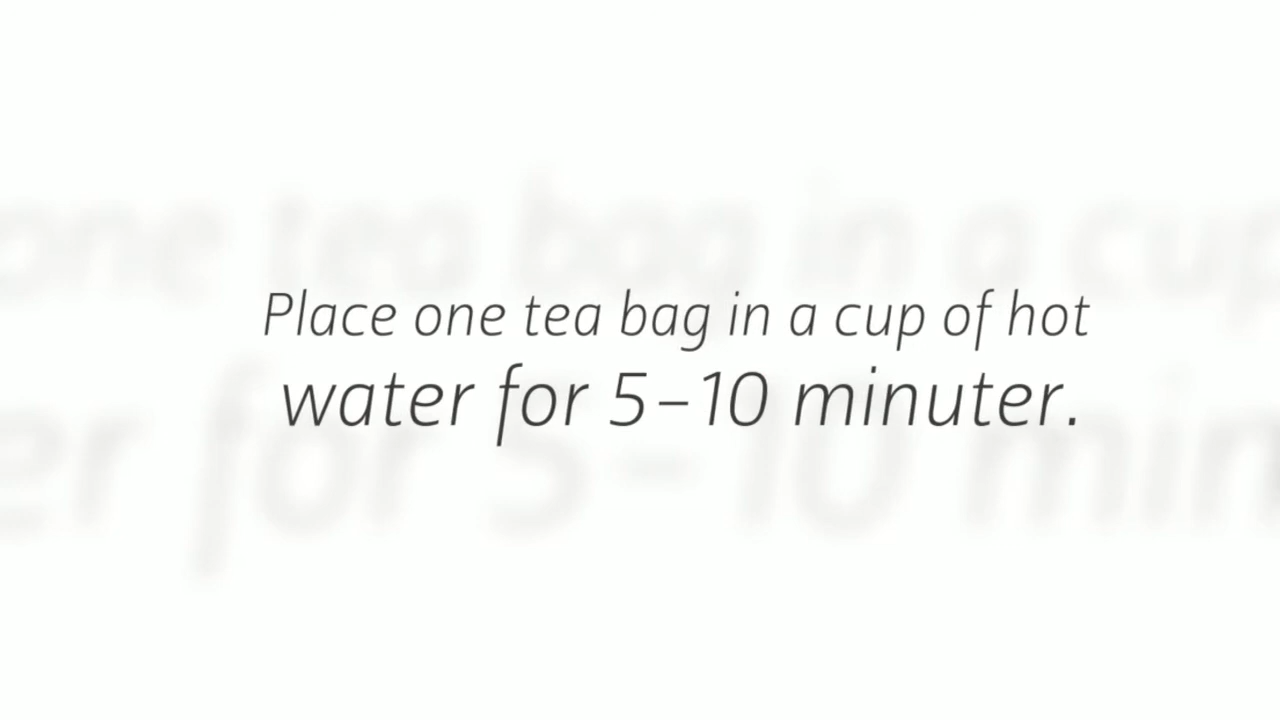 Place one tea bag in a cup of hot
water for 5–10 minuter.